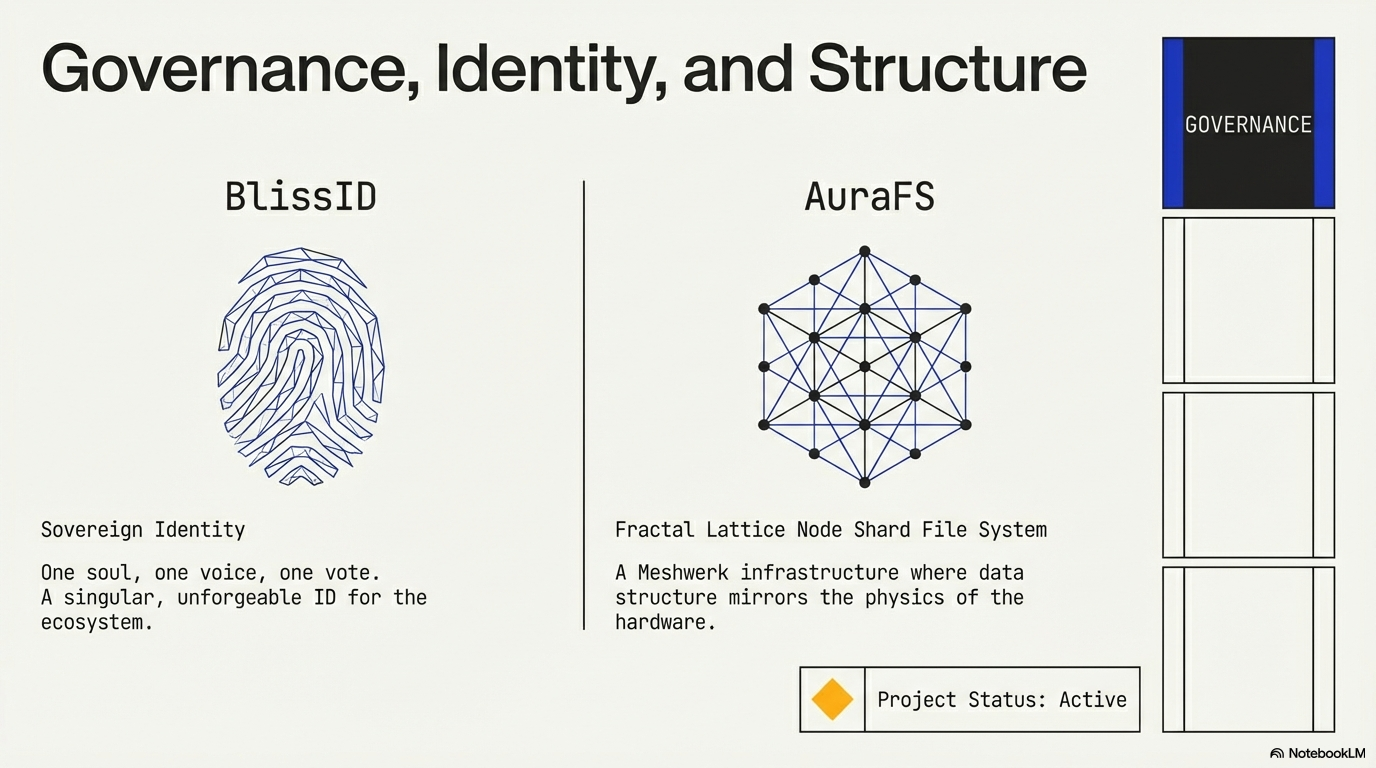 Governance, Identity, and Structure
GOVERNANCE
BlissID
Sovereign Identity
One soul, one voice, one vote.
A singular, unforgeable ID for the
ecosystem.
AuraFS
Fractal Lattice Node Shard File System
A Meshwerk infrastructure where data
structure mirrors the physics of the
hardware.
Project Status: Active
NotebookLM